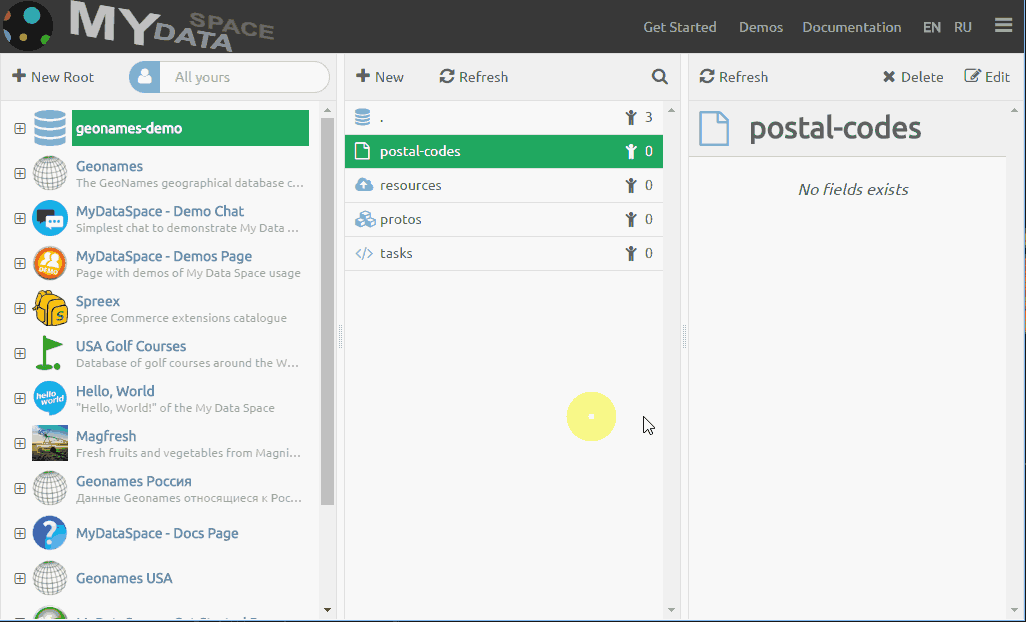 MY DATA SPACE
Get Started Demos Documentation EN RU
New Root All yours
New Refresh
Refresh Delete Edit
geonames-demo
Geonames
The GeoNames geographical database c...
MyDataSpace - Demo Chat
Simplest chat to demonstrate My Data ...
MyDataSpace - Demos Page
Page with demos of My Data Space usage
DEMO
Spreex
Spree Commerce extensions catalogue
S
USA Golf Courses
Database of golf courses around the W...
Hello, World
"Hello, World!" of the My Data Space
hello world
Magfresh
Fresh fruits and vegetables from Magni...
Geonames Россия
Данные Geonames относящиеся к Рос...
MyDataSpace - Docs Page
?
Geonames USA
. 3
postal-codes 0
resources 0
protos 0
tasks 0
postal-codes
No fields exists